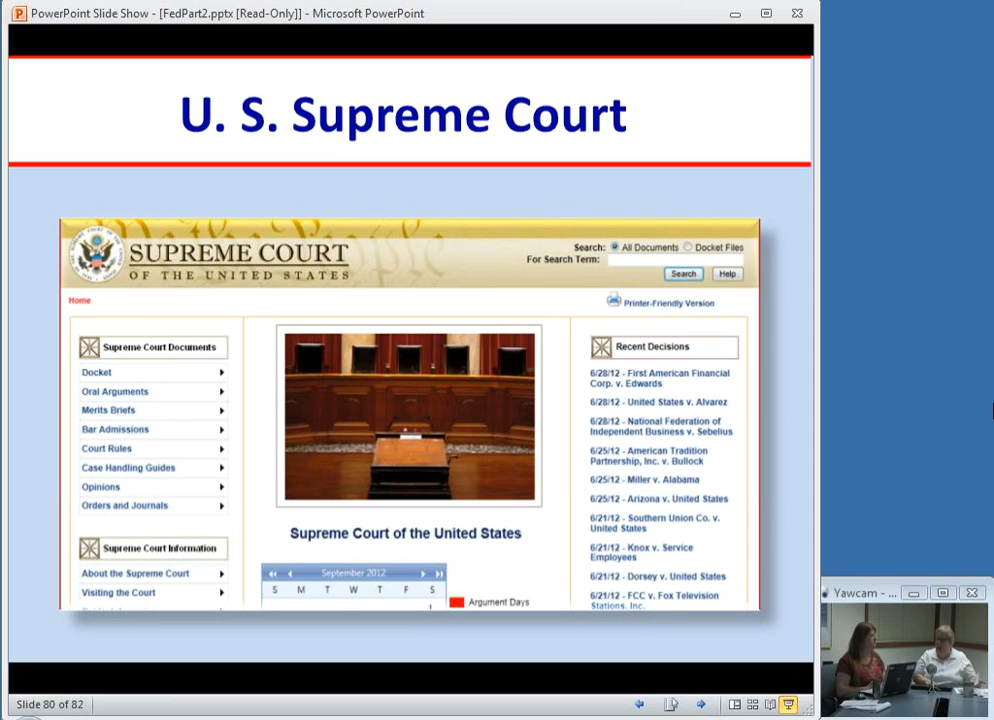 PowerPoint Slide Show - [FedPart2.pptx [Read-Only]] - Microsoft PowerPoint
U. S. Supreme Court
SUPREME COURT
OF THE UNITED STATES
Search: All Documents Docket Files
For Search Term:
Search Help
Home
Printer-Friendly Version
Supreme Court Documents
Docket
Oral Arguments
Merits Briefs
Bar Admissions
Court Rules
Case Handling Guides
Opinions
Orders and Journals
Supreme Court Information
About the Supreme Court
Visiting the Court
Supreme Court of the United States
September 2012
S M T W T F S
1
Argument Days
Recent Decisions
6/28/12 - First American Financial
Corp. v. Edwards
6/28/12 - United States v. Alvarez
6/28/12 - National Federation of
Independent Business v. Sebelius
6/25/12 - American Tradition
Partnership, Inc. v. Bullock
6/25/12 - Miller v. Alabama
6/25/12 - Arizona v. United States
6/21/12 - Southern Union Co. v.
United States
6/21/12 - Knox v. Service
Employees
6/21/12 - Dorsey v. United States
6/21/12 - FCC v. Fox Television
Stations, Inc.
Yawcam - ...
Slide 80 of 82